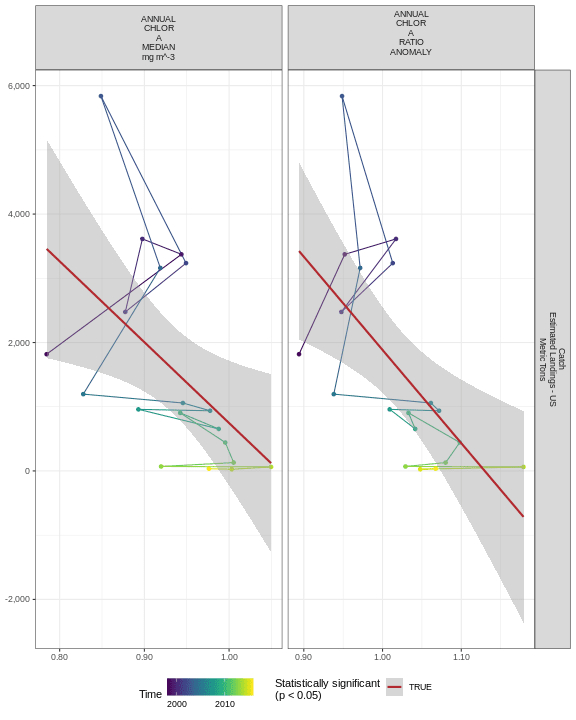 ANNUAL
CHLOR
A
MEDIAN
mg m^-3
ANNUAL
CHLOR
A
RATIO
ANOMALY
6,000
4,000
2,000
0
-2,000
Catch
Estimated Landings - US
Metric Tons
0.80
0.90
1.00
0.90
1.00
1.10
Time
2000
2010
Statistically significant
(p < 0.05)
TRUE